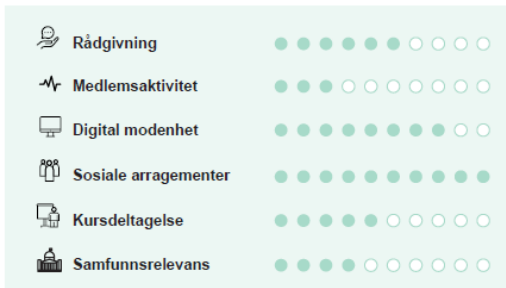 Rådgivning
Medlemsaktivitet
Digital modenhet
Sosiale arragementer
Kursdeltagelse
Samfunnsrelevans